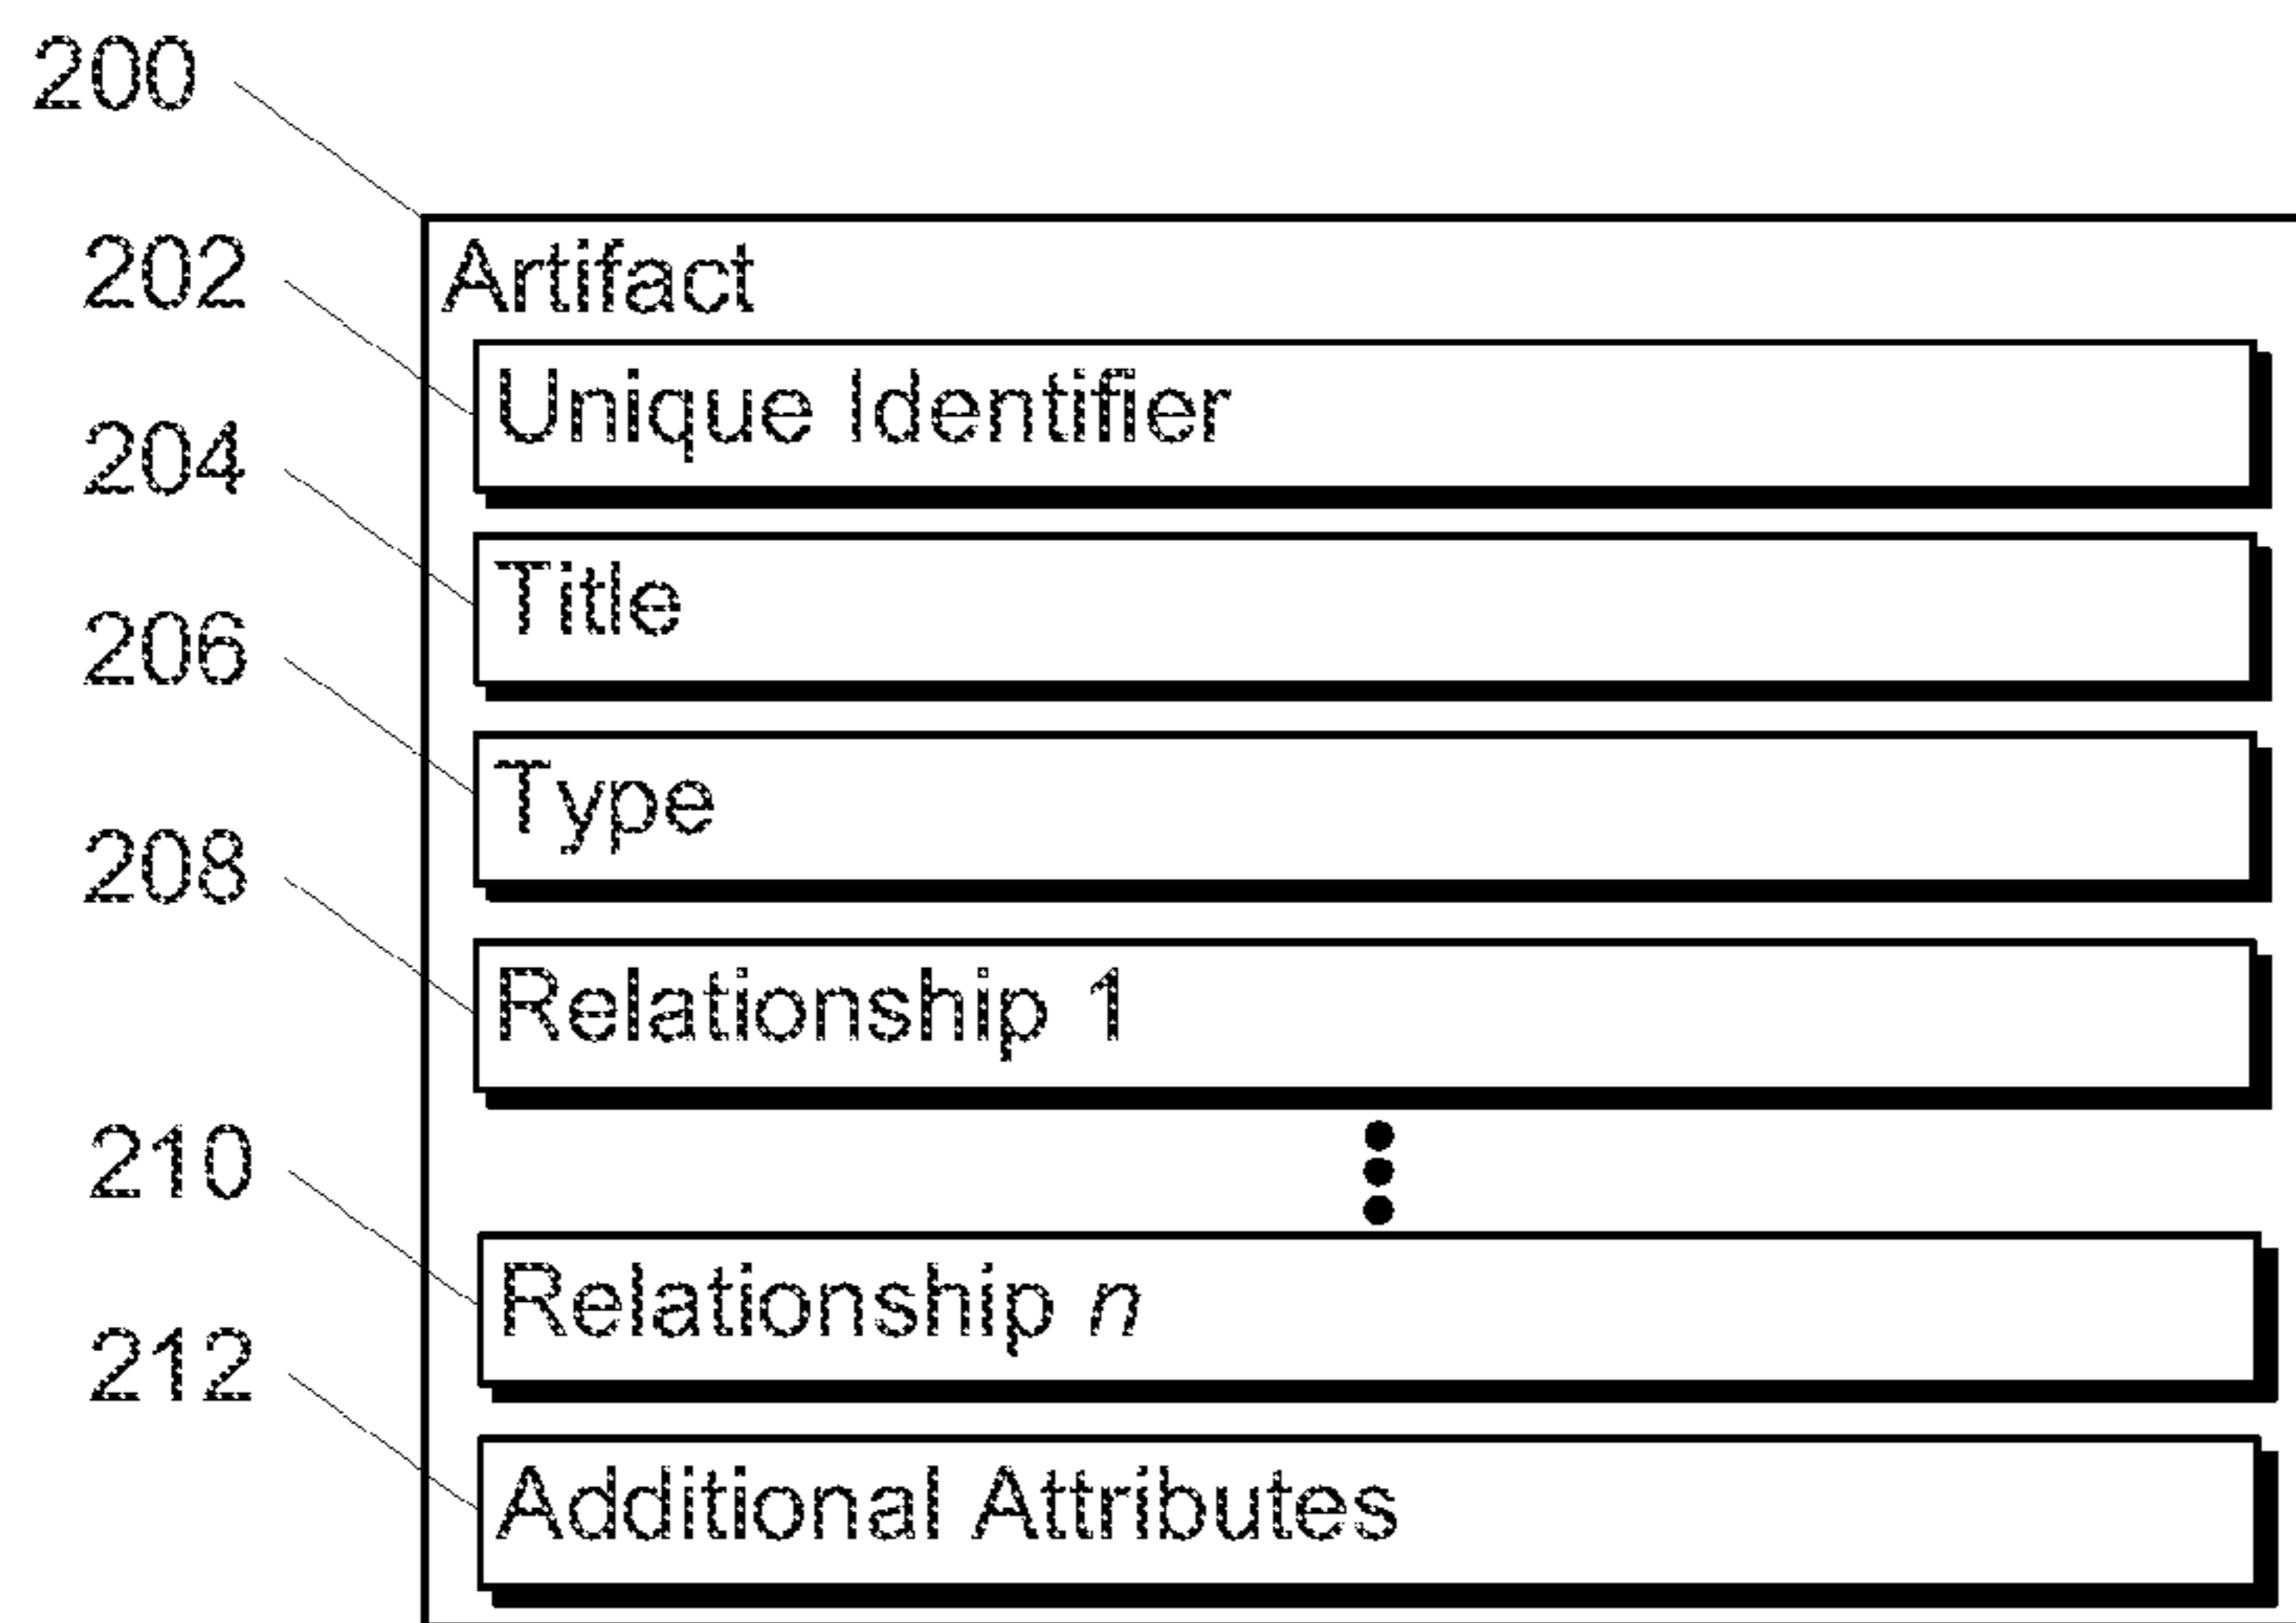 200
202
Artifact
Unique Identifier
204
Title
206
Type
208
Relationship 1
210
Relationship n
212
Additional Attributes